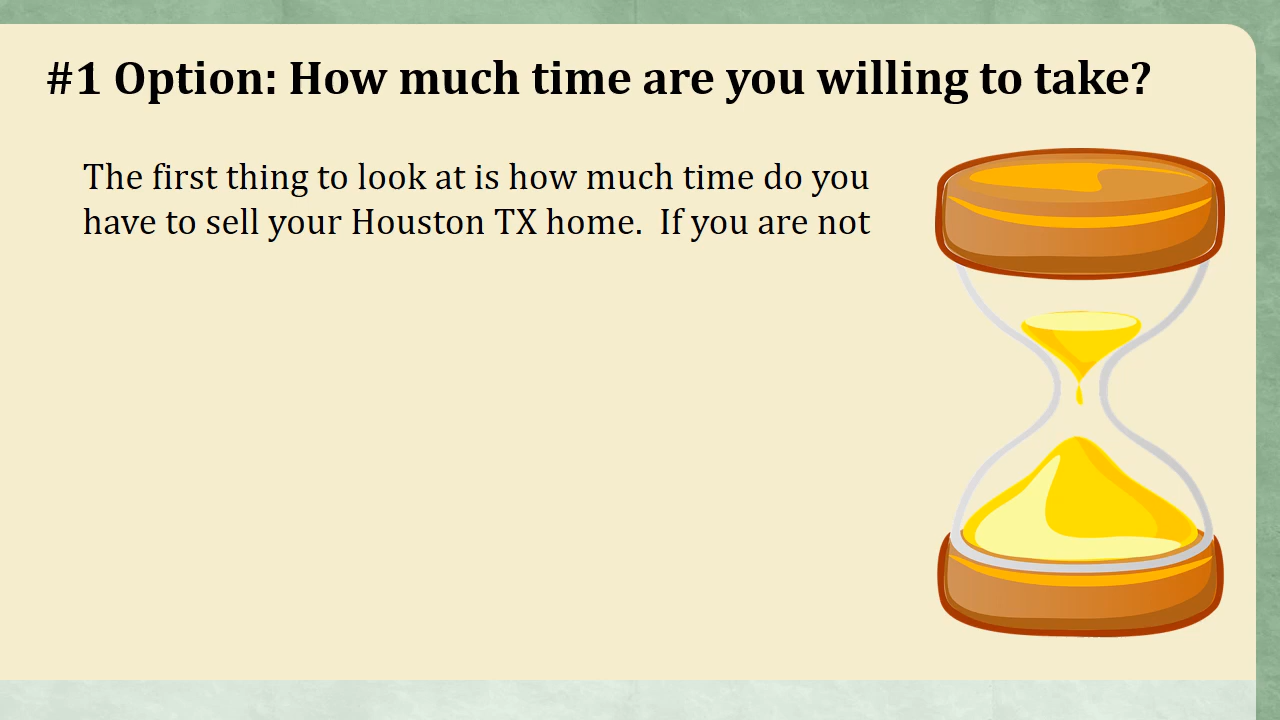 #1 Option: How much time are you willing to take?
The first thing to look at is how much time do you
have to sell your Houston TX home.  If you are not